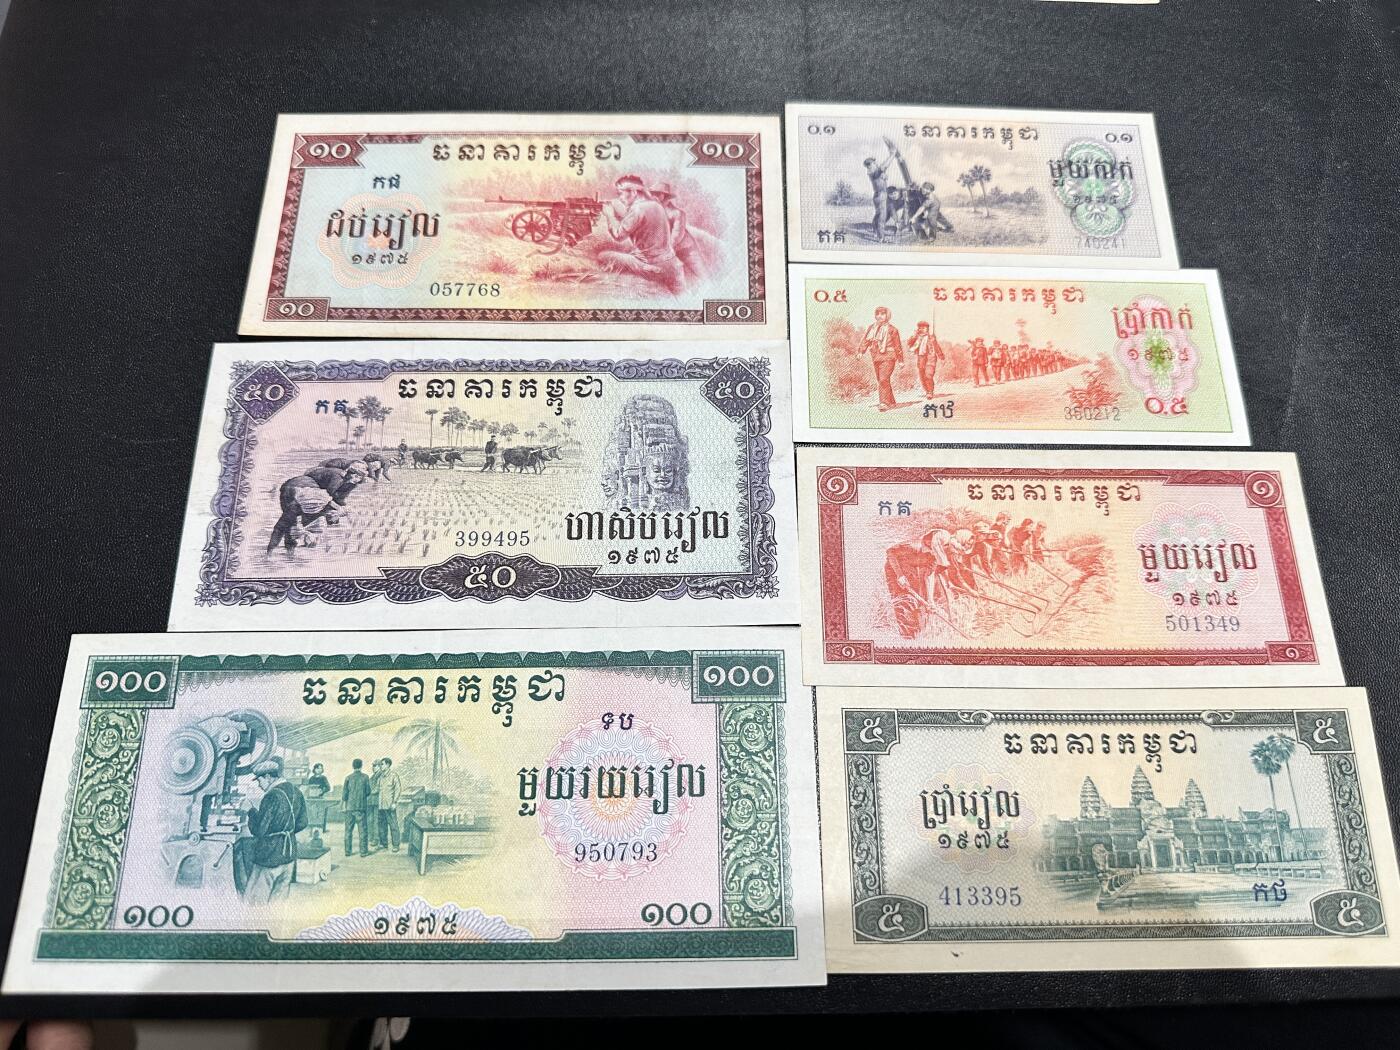 ១០ ធនាគារកម្ពុជា ១០
កជ
ដប់រៀល
១៩៧៥
057768
១០ ១០
០.១ ធនាគារកម្ពុជា ០.១
មួយកាក់
១៩៧៥
តគ
740241
០.៥ ធនាគារកម្ពុជា
ប្រាំកាក់
១៩៧៥
ភឋ
380212
០.៥
៥០ ធនាគារកម្ពុជា ៥០
កគ
ហាសិបរៀល
399495
១៩៧៥
៥០
១ ធនាគារកម្ពុជា ១
កគ
មួយរៀល
១៩៧៥
501349
១ ១
១០០ ធនាគារកម្ពុជា ១០០
ទប
មួយរយរៀល
950793
១០០ ១៩៧៥ ១០០
៥ ធនាគារកម្ពុជា ៥
ប្រាំរៀល
១៩៧៥
413395
កថ
៥ ៥